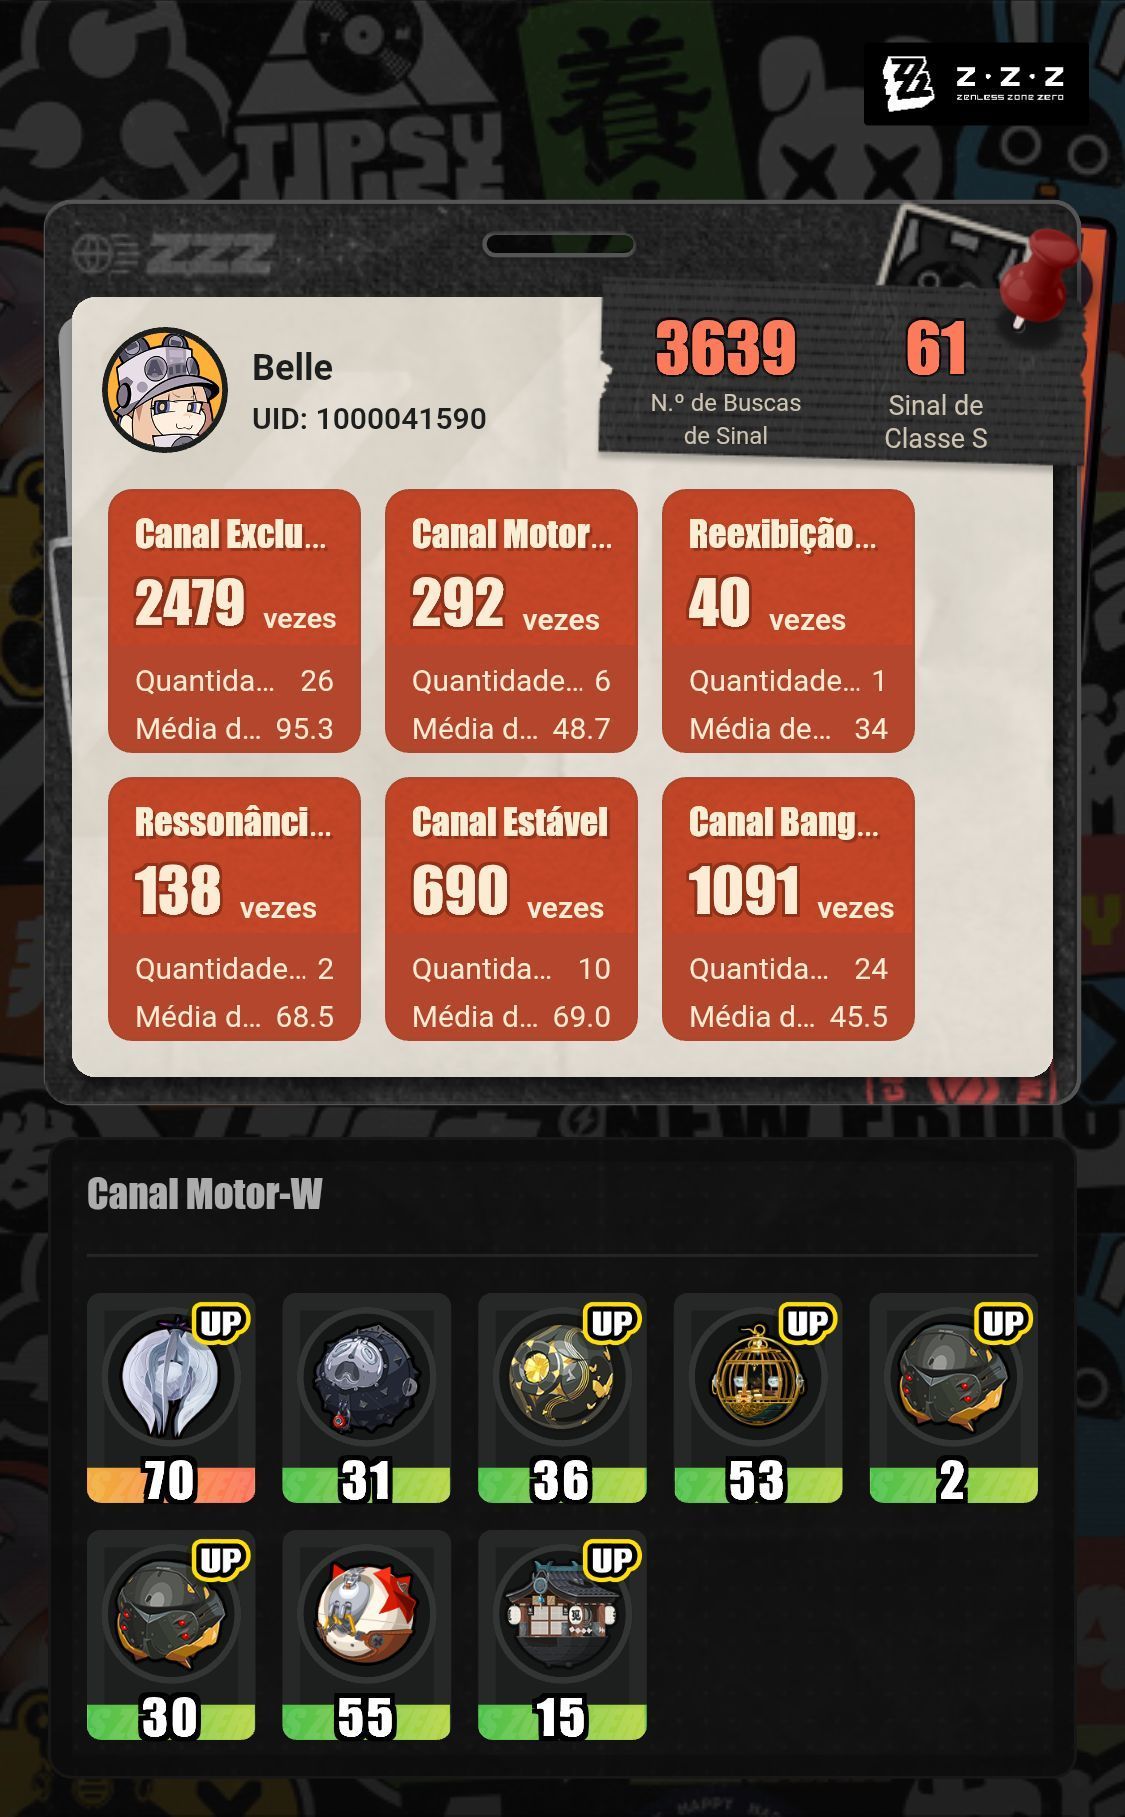 TIPSY
養
Z·Z·Z
ZENLESS ZONE ZERO
ZZZ
Belle
UID: 1000041590
3639
N.º de Buscas
de Sinal
61
Sinal de
Classe S
Canal Exclu...
2479 vezes
Quantida... 26
Média d... 95.3
Canal Motor...
292 vezes
Quantidade... 6
Média d... 48.7
Reexibição...
40 vezes
Quantidade... 1
Média de... 34
Ressonânci...
138 vezes
Quantidade... 2
Média d... 68.5
Canal Estável
690 vezes
Quantida... 10
Média d... 69.0
Canal Bang...
1091 vezes
Quantida... 24
Média d... 45.5
Canal Motor-W
UP
UP
UP
UP
70
31
36
53
2
UP
UP
30
55
15
HAPPY